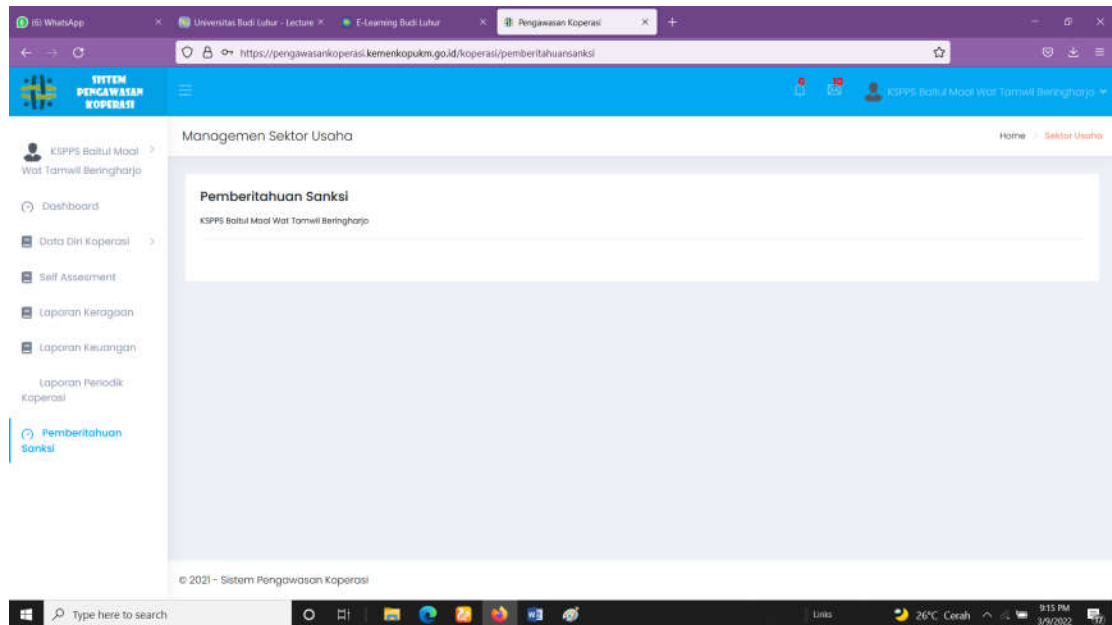 (6) WhatsApp
Universitas Budi Luhur - Lecture
E-Learning Budi Luhur
Pengawasan Koperasi
https://pengawasankoperasi.kemenkopukm.go.id/koperasi/pemberitahuansanksi
SISTEM
PENGAWASAN
KOPERASI
KSPPS Baitul Maal Wat Tamwil Beringharjo
KSPPS Baitul Maal
Wat Tamwil Beringharjo
Dashboard
Data Diri Koperasi
Self Assesment
Laporan Keragaan
Laporan Keuangan
Laporan Periodik
Koperasi
Pemberitahuan
Sanksi
Managemen Sektor Usaha
Home
Sektor Usaha
Pemberitahuan Sanksi
KSPPS Baitul Maal Wat Tamwil Beringharjo
© 2021 - Sistem Pengawasan Koperasi
Type here to search
Links
26°C Cerah
9:15 PM
3/9/2022